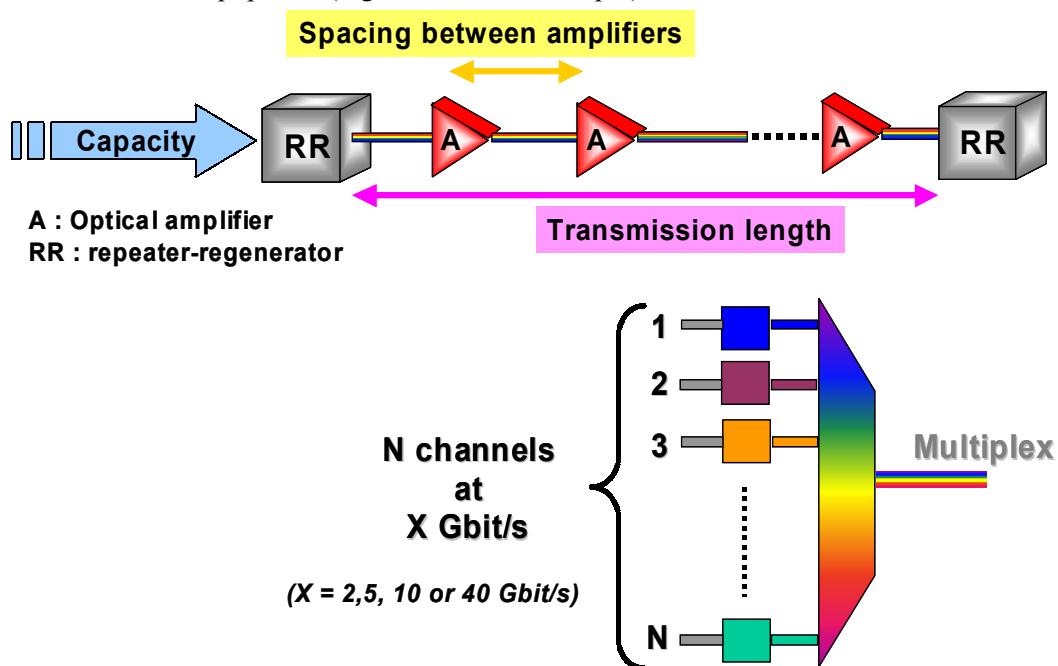 Spacing between amplifiers
Capacity
RR
A
A
A
RR
A : Optical amplifier
RR : repeater-regenerator
Transmission length
1
2
3
N channels
at
X Gbit/s
(X = 2,5, 10 or 40 Gbit/s)
Multiplex
N